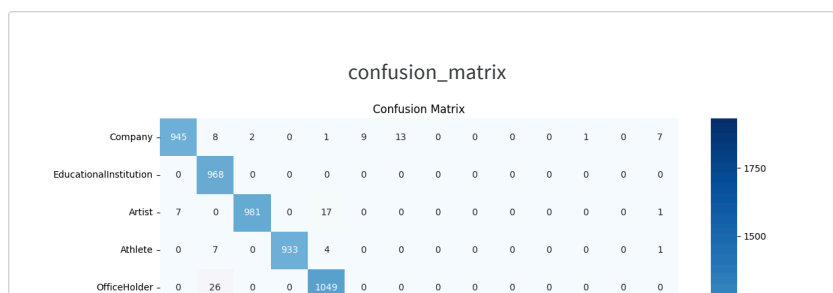 confusion_matrix
Confusion Matrix
Company 945 8 2 0 1 9 13 0 0 0 0 1 0 7
1750
EducationalInstitution 0 968 0 0 0 0 0 0 0 0 0 0 0 0
Artist 7 0 981 0 17 0 0 0 0 0 0 0 0 1
1500
Athlete 0 7 0 933 4 0 0 0 0 0 0 0 0 1
OfficeHolder 0 26 0 0 1049 0 0 0 0 0 0 0 0 0